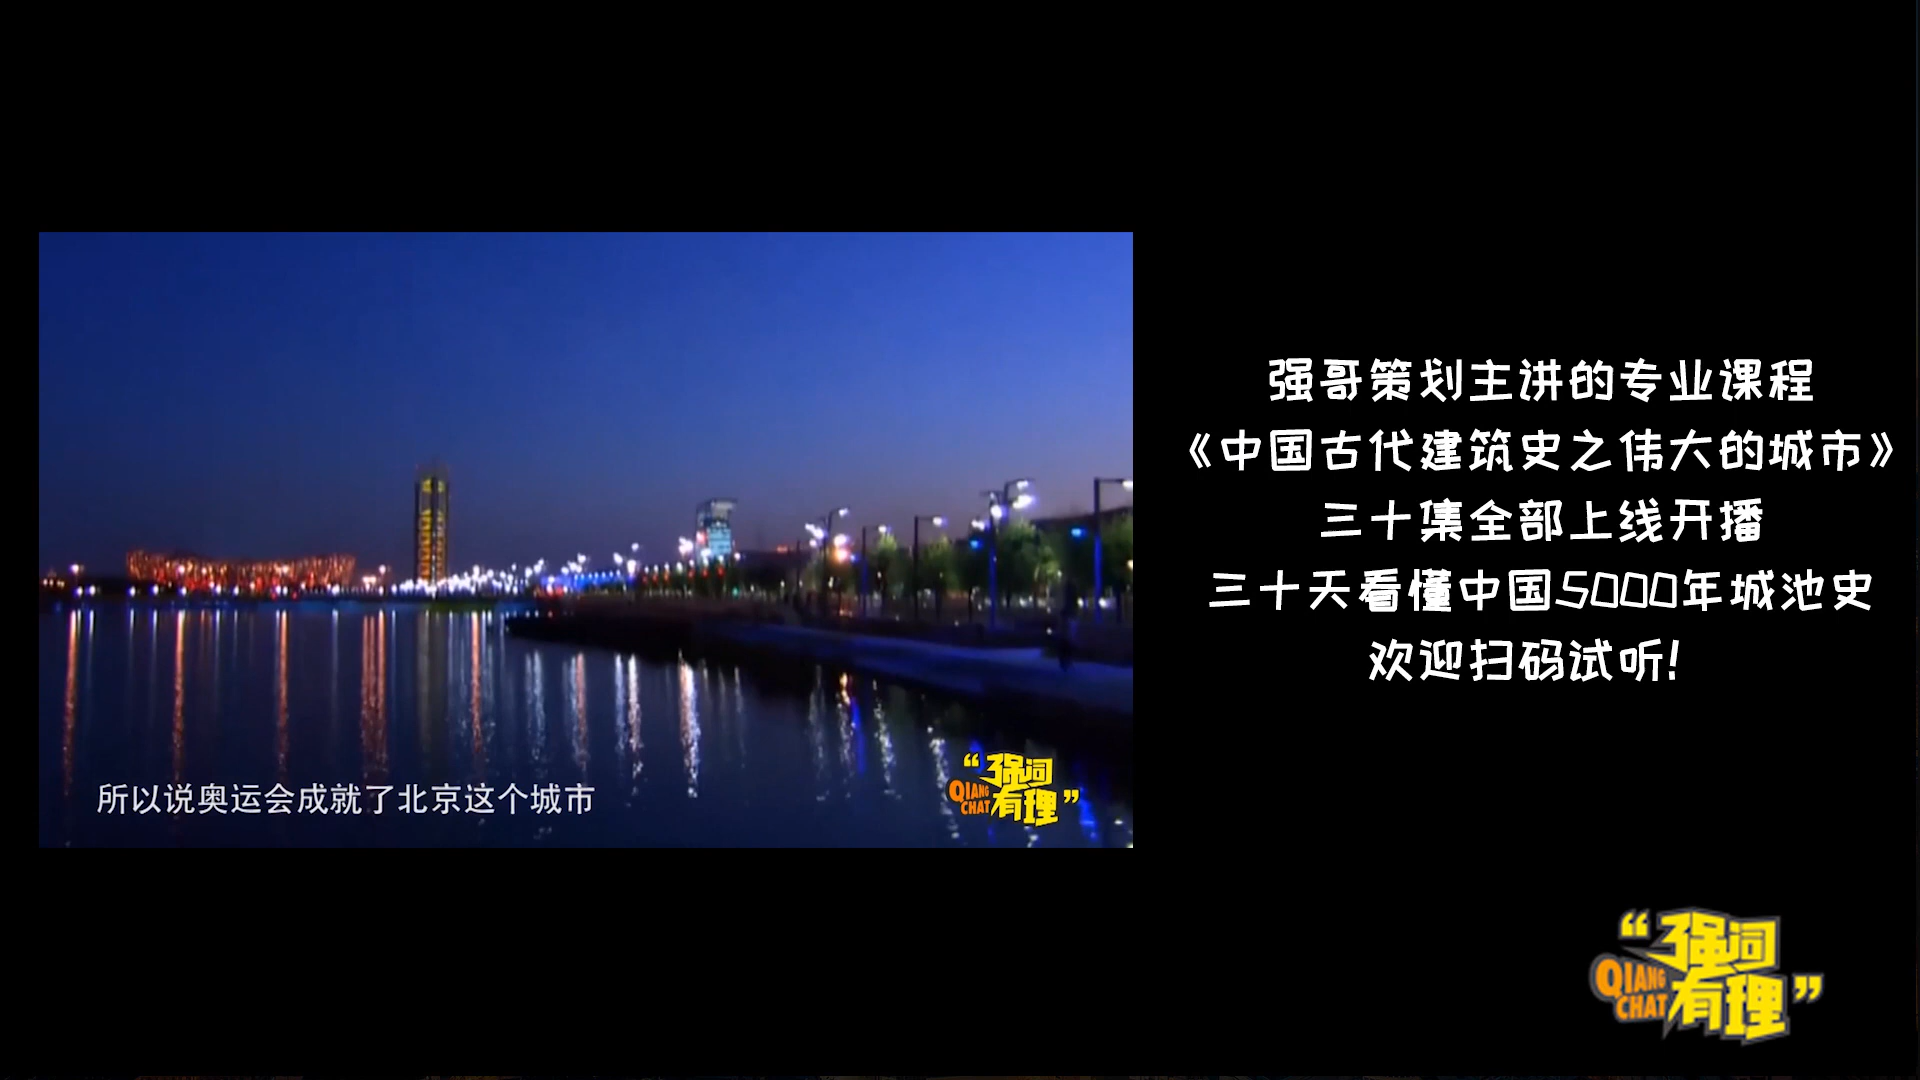 强哥策划主讲的专业课程
《中国古代建筑史之伟大的城市》
三十集全部上线开播
三十天看懂中国5000年城池史
欢迎扫码试听!
所以说奥运会成就了北京这个城市
“强词
QIANG
CHAT
有理”
“强词
QIANG
CHAT
有理”